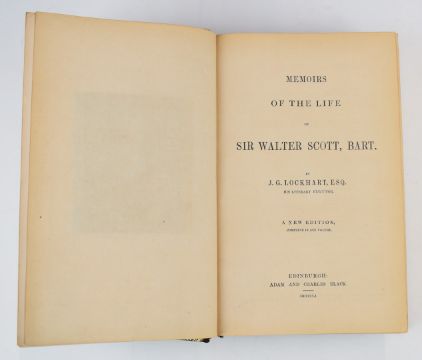 MEMOIRS
OF THE LIFE
OF
SIR WALTER SCOTT, BART.
BY
J. G. LOCKHART, ESQ.
HIS LITERARY EXECUTOR.
A NEW EDITION,
COMPLETE IN ONE VOLUME.
EDINBURGH:
ADAM AND CHARLES BLACK.